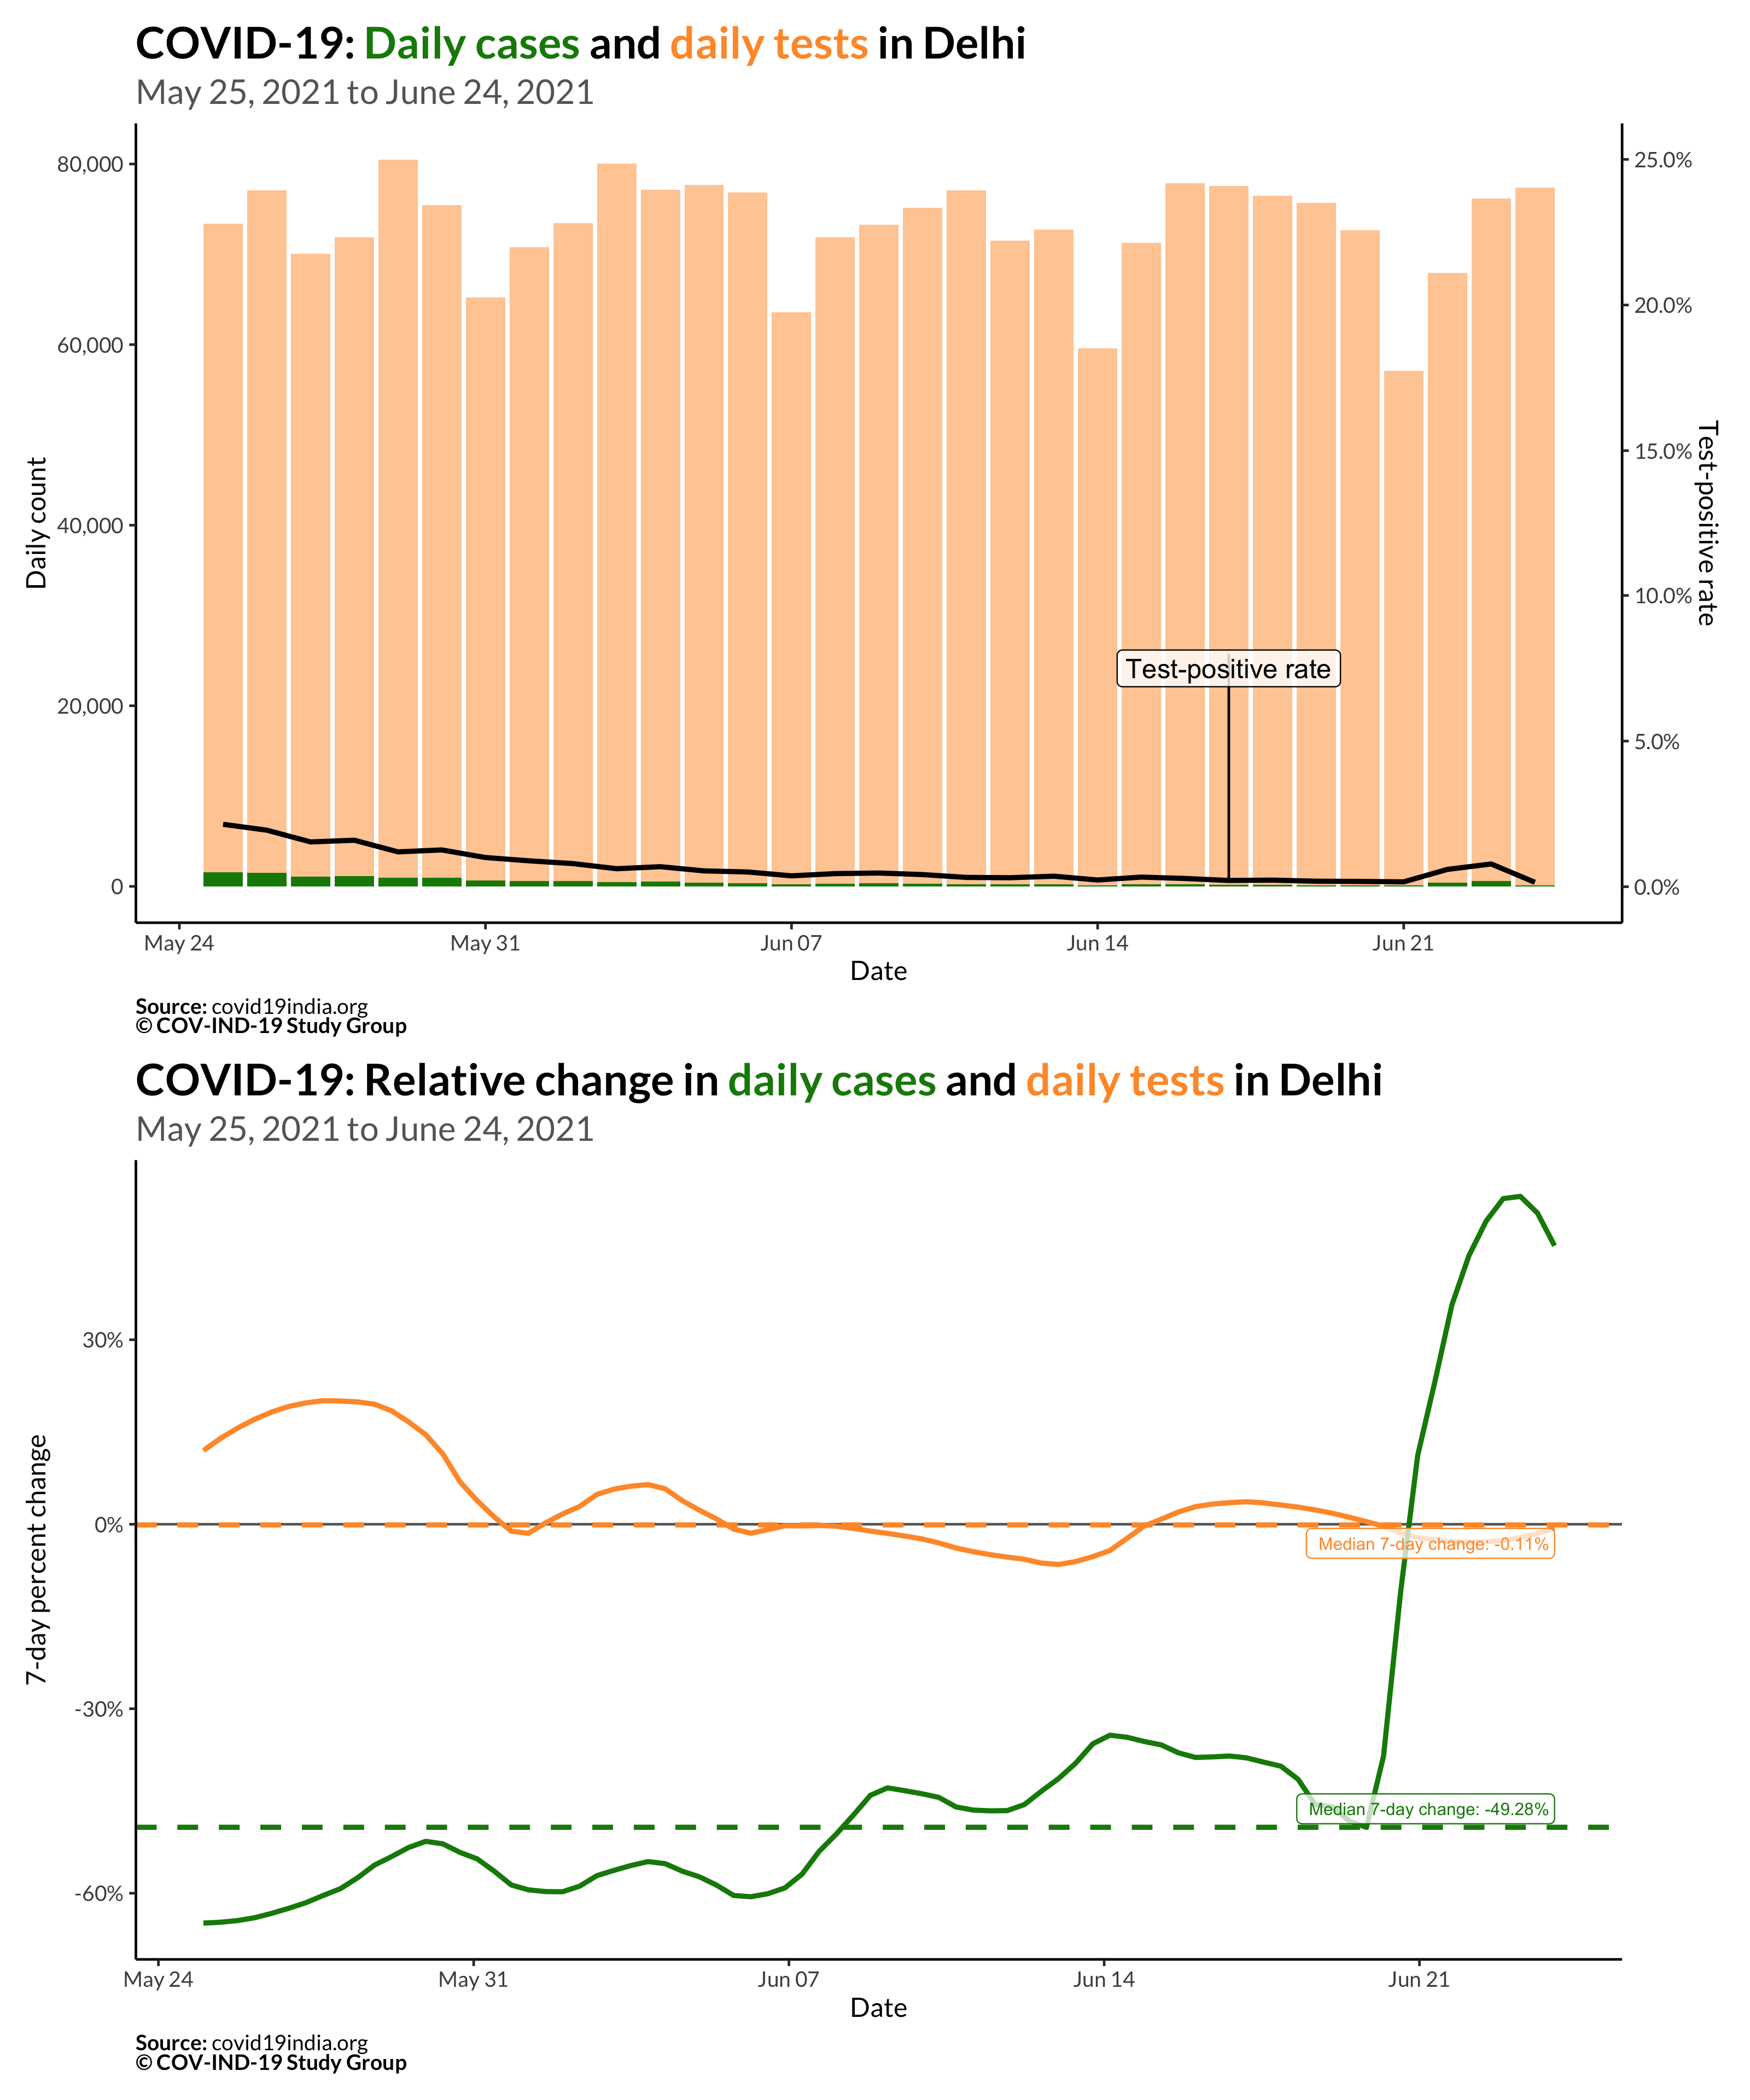 COVID-19: Daily cases and daily tests in Delhi
May 25, 2021 to June 24, 2021
80,000
60,000
40,000
20,000
0
Daily count
25.0%
20.0%
15.0%
10.0%
5.0%
0.0%
Test-positive rate
Test-positive rate
May 24
May 31
Jun 07
Jun 14
Jun 21
Date
Source: covid19india.org
© COV-IND-19 Study Group
COVID-19: Relative change in daily cases and daily tests in Delhi
May 25, 2021 to June 24, 2021
30%
0%
-30%
-60%
7-day percent change
Median 7-day change: -0.11%
Median 7-day change: -49.28%
May 24
May 31
Jun 07
Jun 14
Jun 21
Date
Source: covid19india.org
© COV-IND-19 Study Group